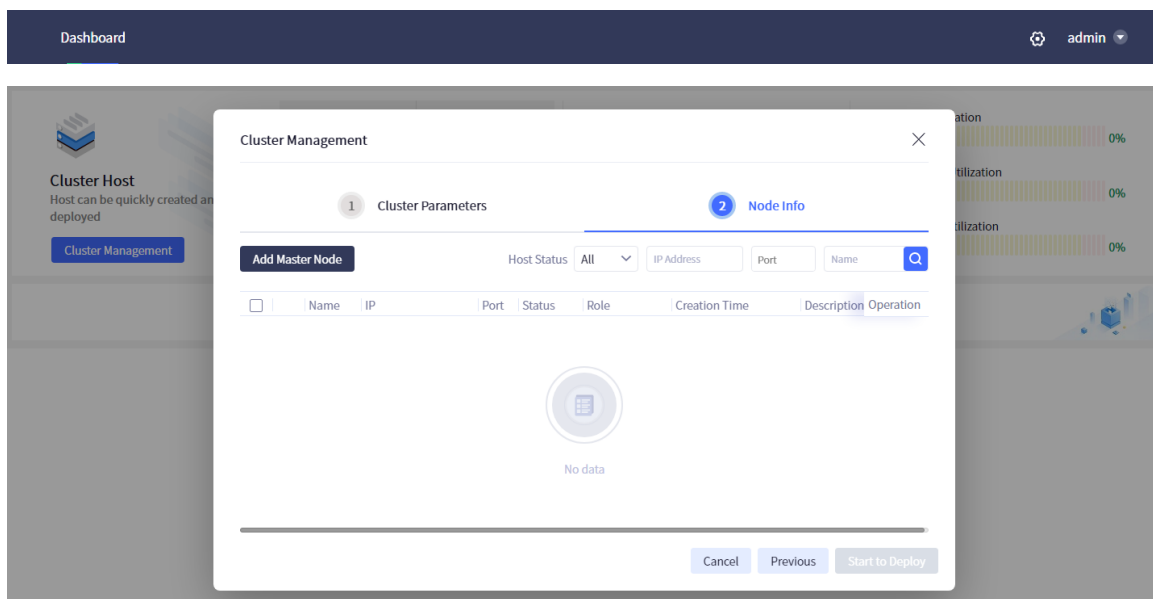 Dashboard
admin
Cluster Host
Host can be quickly created an
deployed
Cluster Management
Cluster Management
1 Cluster Parameters
2 Node Info
Add Master Node Host Status All IP Address Port Name
Name IP Port Status Role Creation Time Description Operation
No data
Cancel Previous Start to Deploy
ation
0%
tilization
0%
tilization
0%